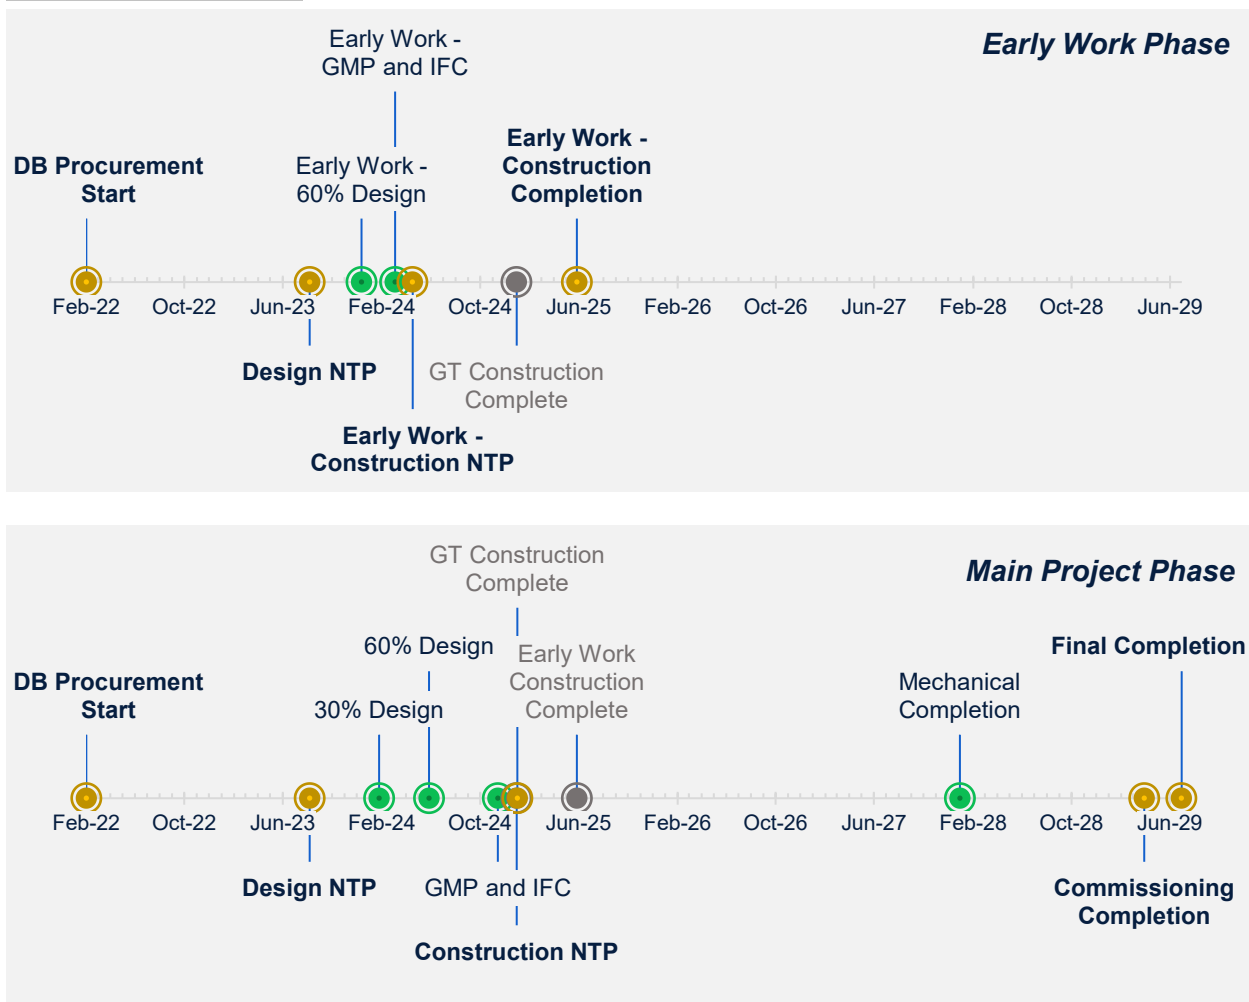 Early Work Phase
Early Work -
GMP and IFC
DB Procurement
Start
Early Work -
60% Design
Early Work -
Construction
Completion
Feb-22
Oct-22
Jun-23
Feb-24
Oct-24
Jun-25
Feb-26
Oct-26
Jun-27
Feb-28
Oct-28
Jun-29
Design NTP
GT Construction
Complete
Early Work -
Construction NTP
Main Project Phase
GT Construction
Complete
60% Design
Early Work
Construction
Complete
Final Completion
DB Procurement
Start
30% Design
Mechanical
Completion
Feb-22
Oct-22
Jun-23
Feb-24
Oct-24
Jun-25
Feb-26
Oct-26
Jun-27
Feb-28
Oct-28
Jun-29
Design NTP
GMP and IFC
Construction NTP
Commissioning
Completion